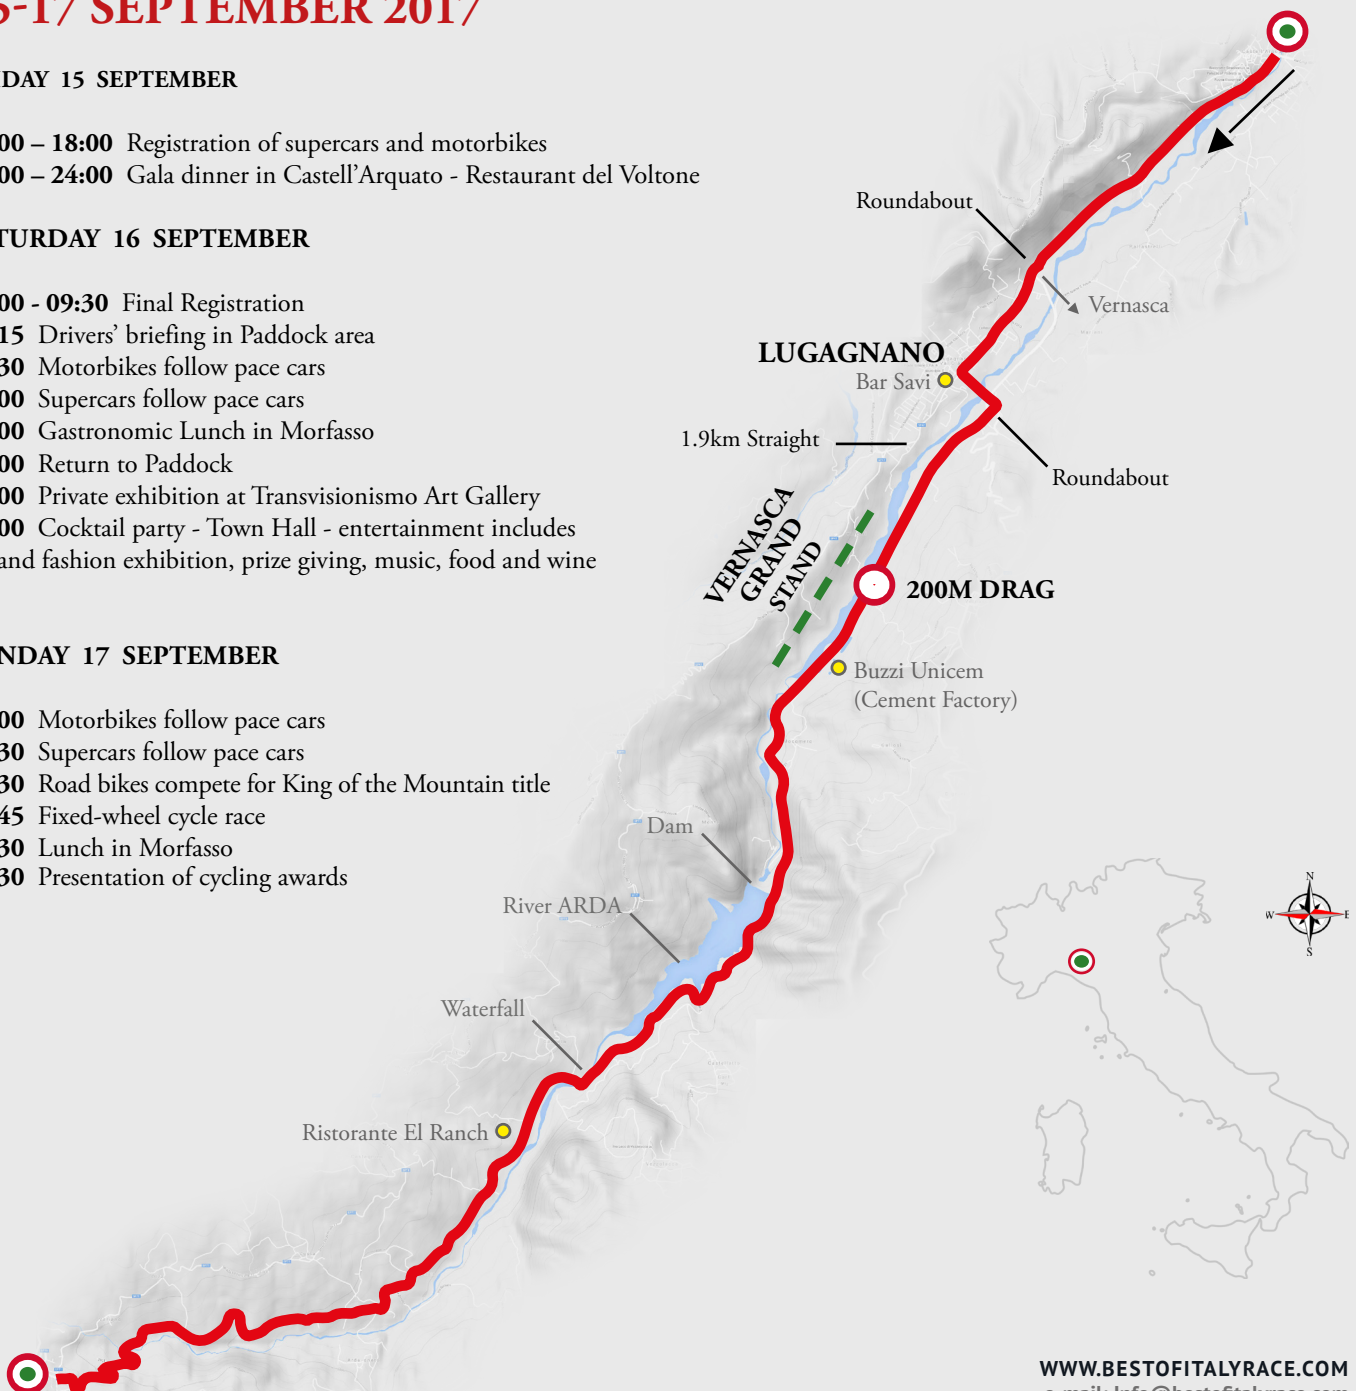 5-17 SEPTEMBER 2017
DAY 15 SEPTEMBER
00 – 18:00 Registration of supercars and motorbikes
00 – 24:00 Gala dinner in Castell’Arquato - Restaurant del Voltone
TURDAY 16 SEPTEMBER
00 - 09:30 Final Registration
15 Drivers’ briefing in Paddock area
30 Motorbikes follow pace cars
00 Supercars follow pace cars
00 Gastronomic Lunch in Morfasso
00 Return to Paddock
00 Private exhibition at Transvisionismo Art Gallery
00 Cocktail party - Town Hall - entertainment includes
and fashion exhibition, prize giving, music, food and wine
NDAY 17 SEPTEMBER
00 Motorbikes follow pace cars
30 Supercars follow pace cars
30 Road bikes compete for King of the Mountain title
45 Fixed-wheel cycle race
30 Lunch in Morfasso
30 Presentation of cycling awards
Roundabout
Vernasca
LUGAGNANO
Bar Savi
1.9km Straight
Roundabout
VERNASCA
GRAND
STAND
200M DRAG
Buzzi Unicem
(Cement Factory)
Dam
River ARDA
Waterfall
Ristorante El Ranch
N
W E
S
WWW.BESTOFITALYRACE.COM
e-mail: Info@bestofitalyrace.com